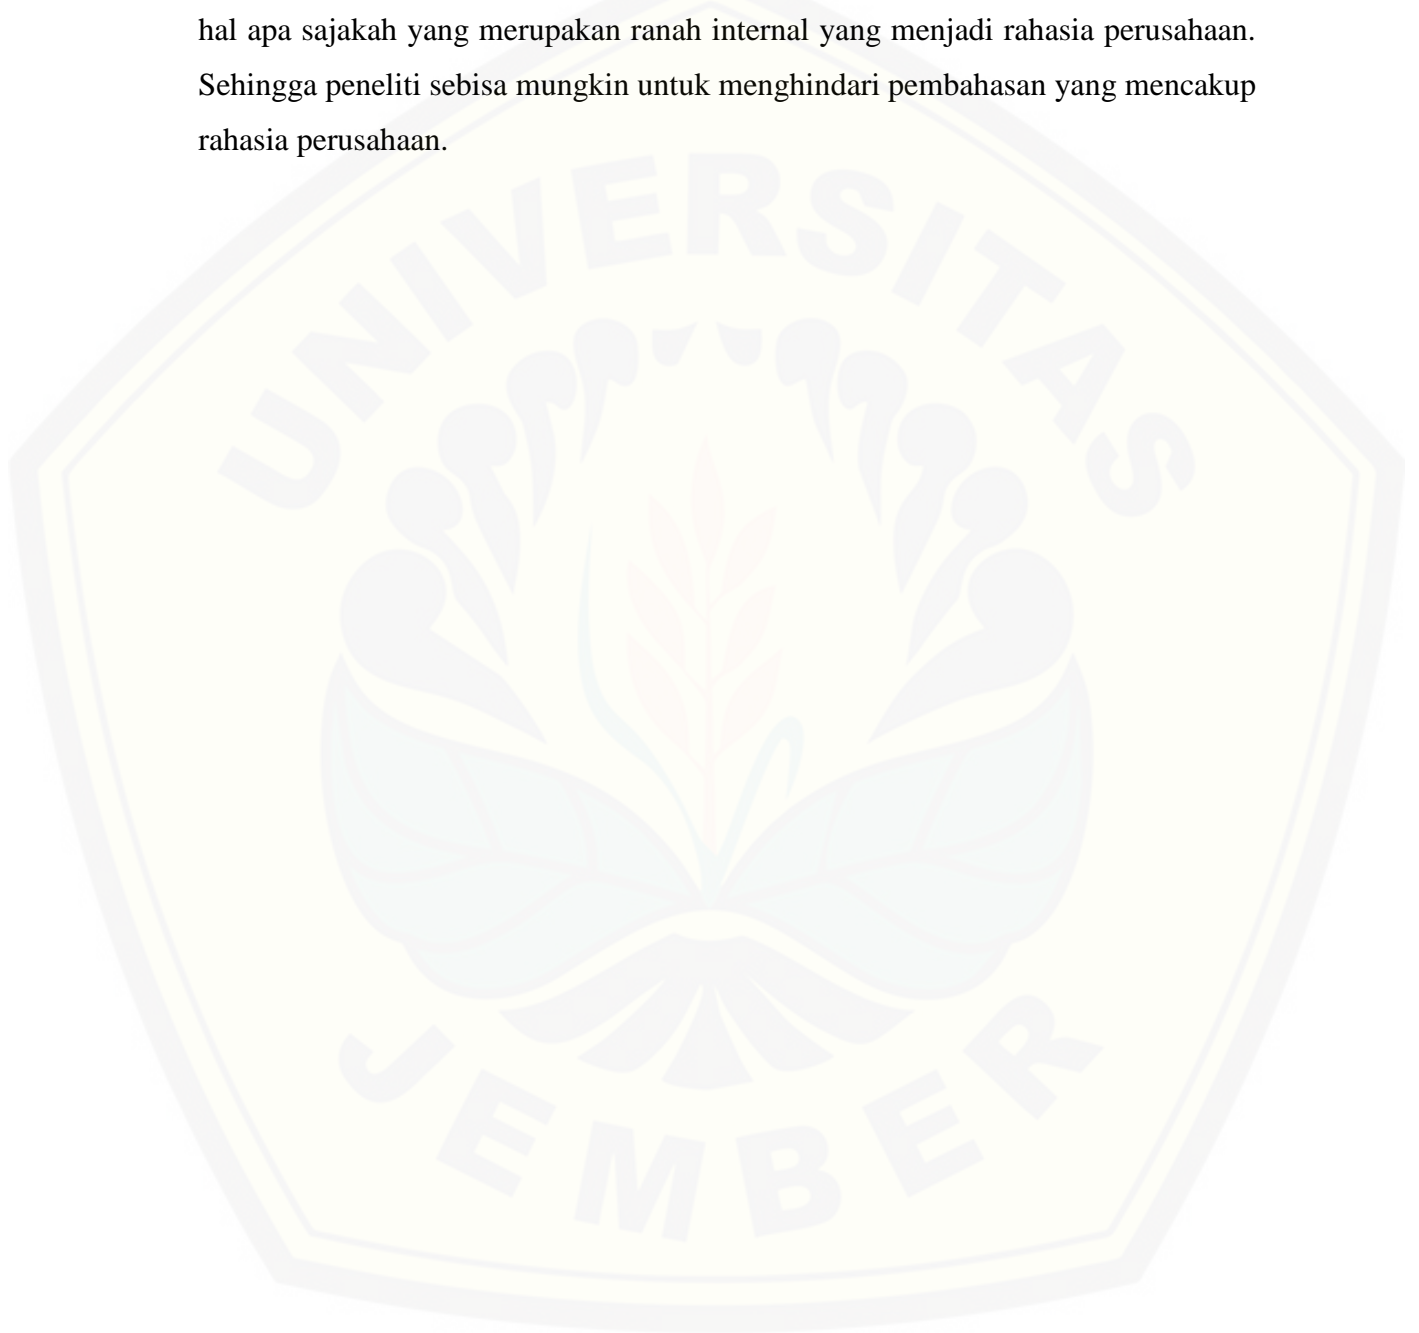 hal apa sajakah yang merupakan ranah internal yang menjadi rahasia perusahaan.
Sehingga peneliti sebisa mungkin untuk menghindari pembahasan yang mencakup
rahasia perusahaan.
UNIVERSITAS
JEMBER